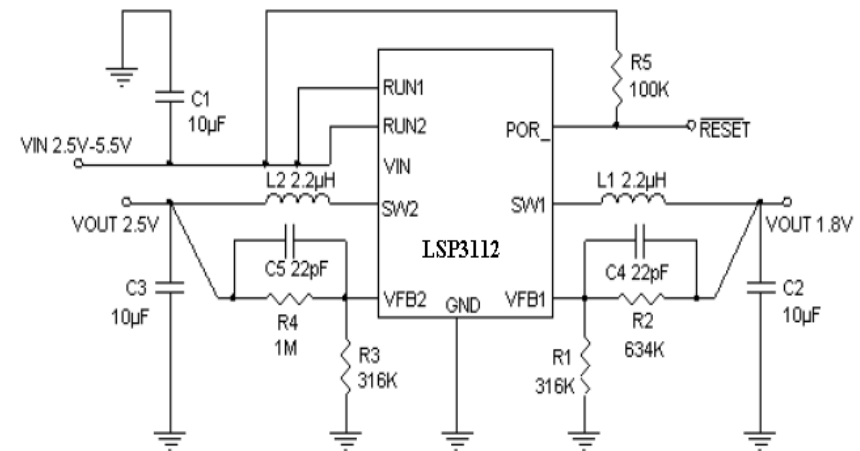 R5
100K
C1
10µF
RUN1
RUN2
POR_
RESET
VIN 2.5V-5.5V
VIN
L2 2.2µH
L1 2.2µH
SW2
SW1
VOUT 2.5V
VOUT 1.8V
LSP3112
C5 22pF
C4 22pF
C3
10µF
C2
10µF
VFB2
GND
VFB1
R4
1M
R2
634K
R3
316K
R1
316K